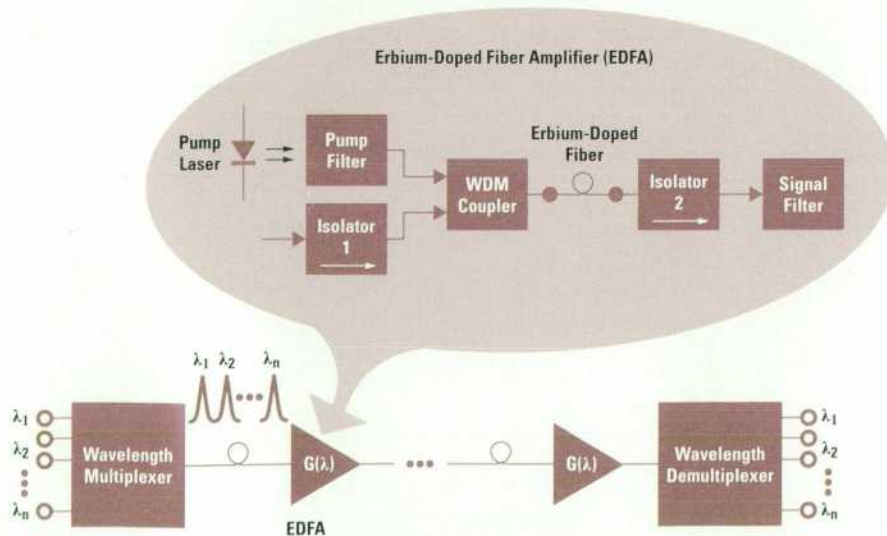 Erbium-Doped Fiber Amplifier (EDFA)
Pump
Laser
Pump
Filter
Erbium-Doped
Fiber
WDM
Coupler
Isolator
1
Isolator
2
Signal
Filter
λ1 λ2 λn
λ1
λ2
λn
Wavelength
Multiplexer
G(λ)
EDFA
G(λ)
Wavelength
Demultiplexer
λ1
λ2
λn